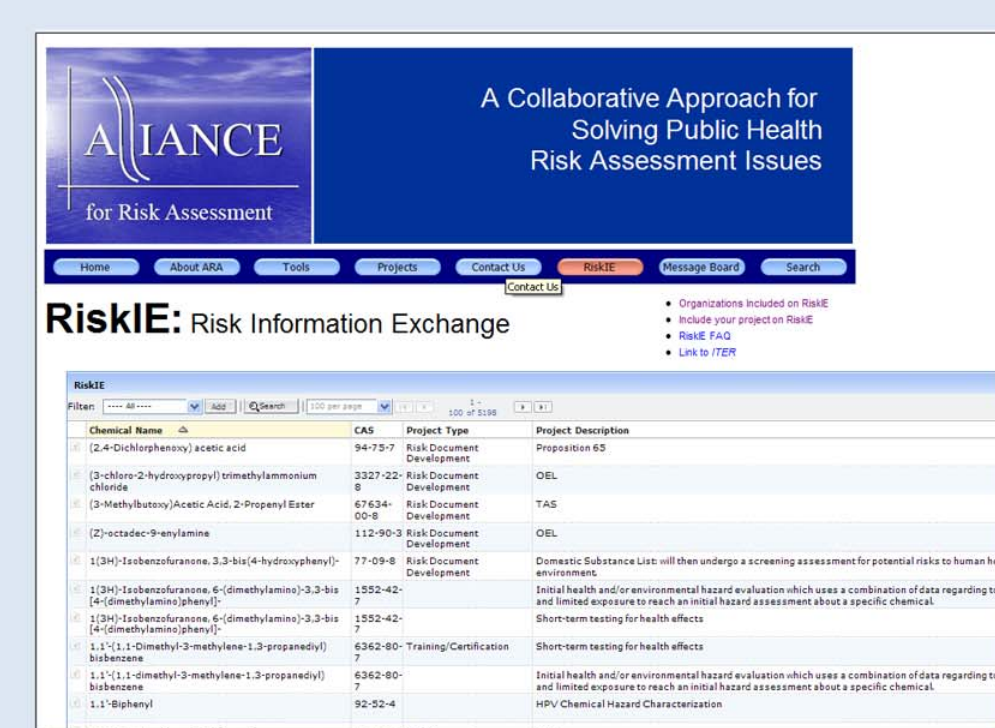 A Collaborative Approach for
Solving Public Health
Risk Assessment Issues
ALLIANCE
for Risk Assessment
Home About ARA Tools Projects Contact Us RiskIE Message Board Search
Contact Us
RiskIE: Risk Information Exchange
• Organizations Included on RiskIE
• Include your project on RiskIE
• RiskIE FAQ
• Link to ITER
RiskIE
Filter: ---- All ---- Add Search 100 per page 1 -
100 of 5198
Chemical Name CAS Project Type Project Description
(2,4-Dichlorphenoxy) acetic acid 94-75-7 Risk Document Proposition 65
Development
(3-chloro-2-hydroxypropyl) trimethylammonium 3327-22- Risk Document OEL
chloride 8 Development
(3-Methylbutoxy)Acetic Acid, 2-Propenyl Ester 67634- Risk Document TAS
00-8 Development
(Z)-octadec-9-enylamine 112-90-3 Risk Document OEL
Development
1(3H)-Isobenzofuranone, 3,3-bis(4-hydroxyphenyl)- 77-09-8 Risk Document Domestic Substance List: will then undergo a screening assessment for potential risks to human
Development environment.
1(3H)-Isobenzofuranone, 6-(dimethylamino)-3,3-bis 1552-42- Initial health and/or environmental hazard evaluation which uses a combination of data regarding
[4-(dimethylamino)phenyl]- 7 and limited exposure to reach an initial hazard assessment about a specific chemical.
1(3H)-Isobenzofuranone, 6-(dimethylamino)-3,3-bis 1552-42- Short-term testing for health effects
[4-(dimethylamino)phenyl]- 7
1,1'-(1,1-Dimethyl-3-methylene-1,3-propanediyl) 6362-80- Training/Certification Short-term testing for health effects
bisbenzene 7
1,1'-(1,1-dimethyl-3-methylene-1,3-propanediyl) 6362-80- Initial health and/or environmental hazard evaluation which uses a combination of data regarding
bisbenzene 7 and limited exposure to reach an initial hazard assessment about a specific chemical.
1,1'-Biphenyl 92-52-4 HPV Chemical Hazard Characterization